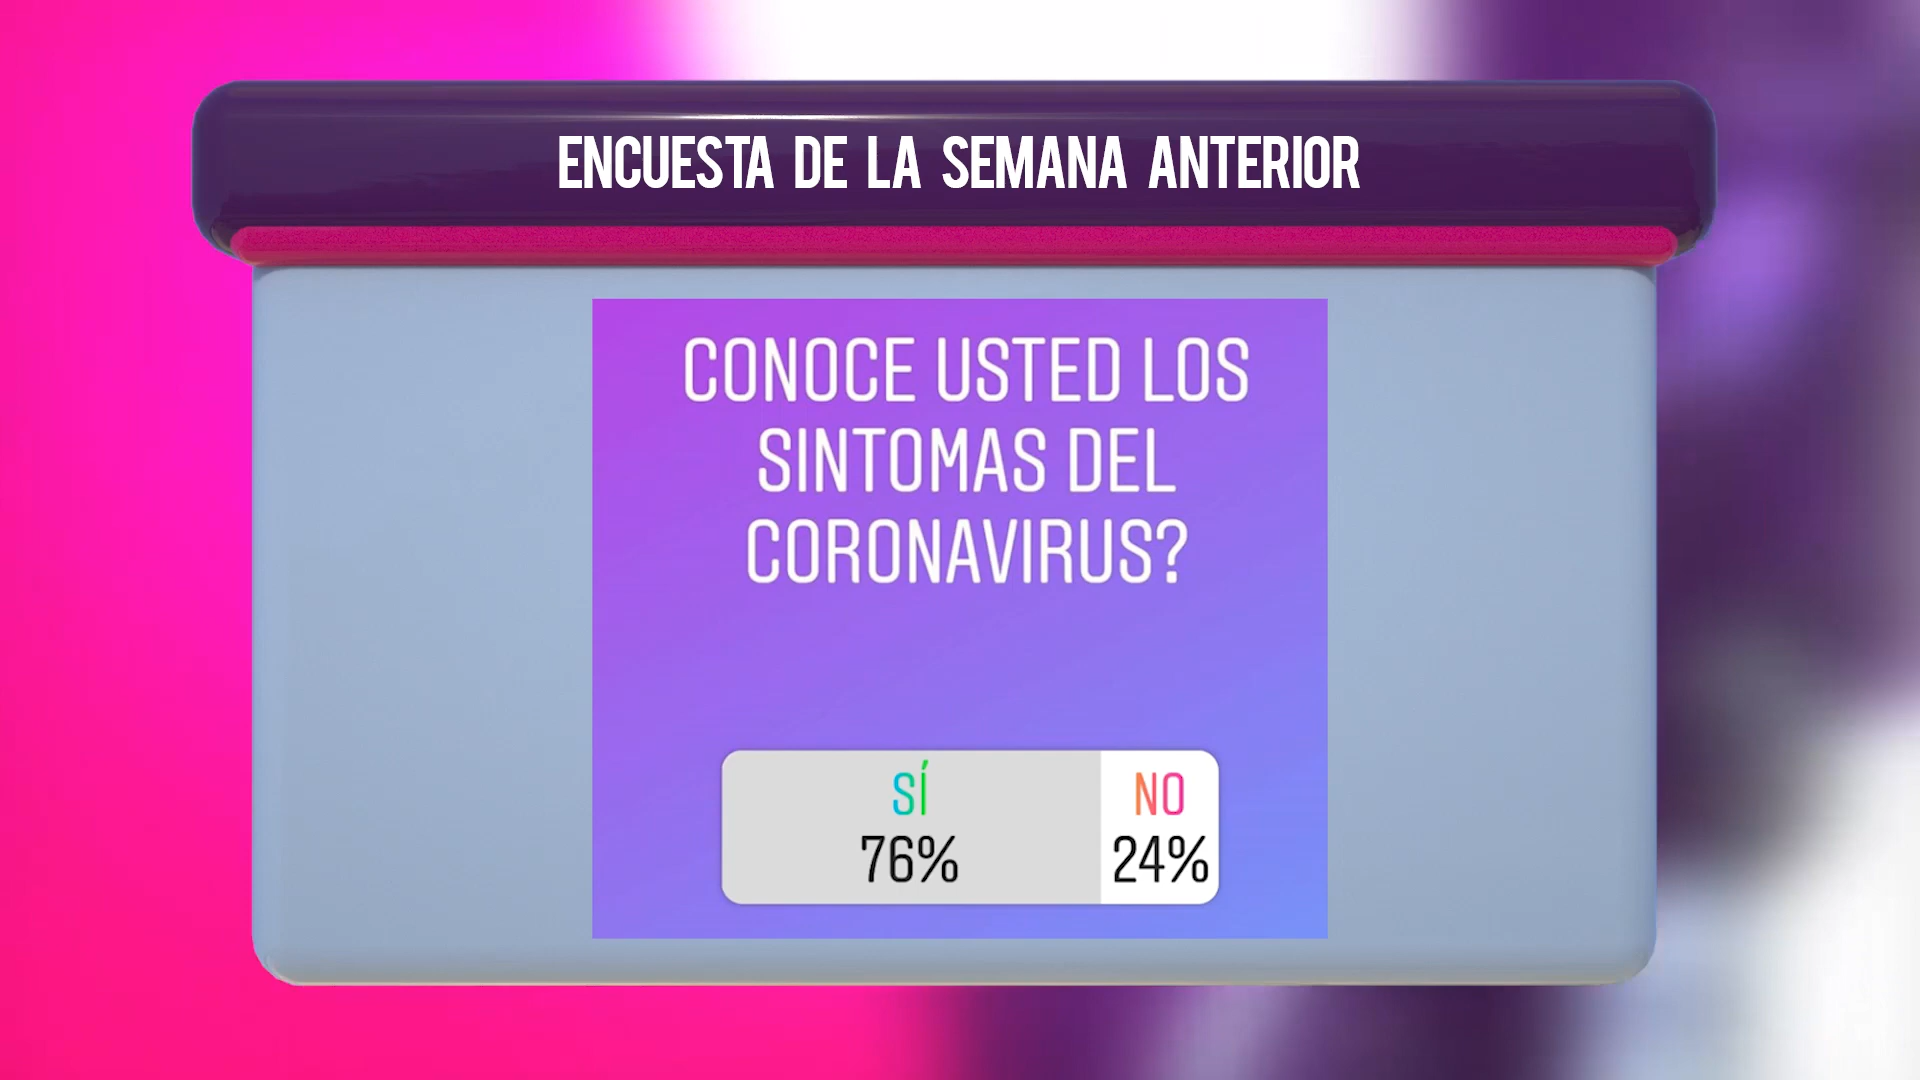 ENCUESTA DE LA SEMANA ANTERIOR
CONOCE USTED LOS
SINTOMAS DEL
CORONAVIRUS?
SÍ NO
76% 24%